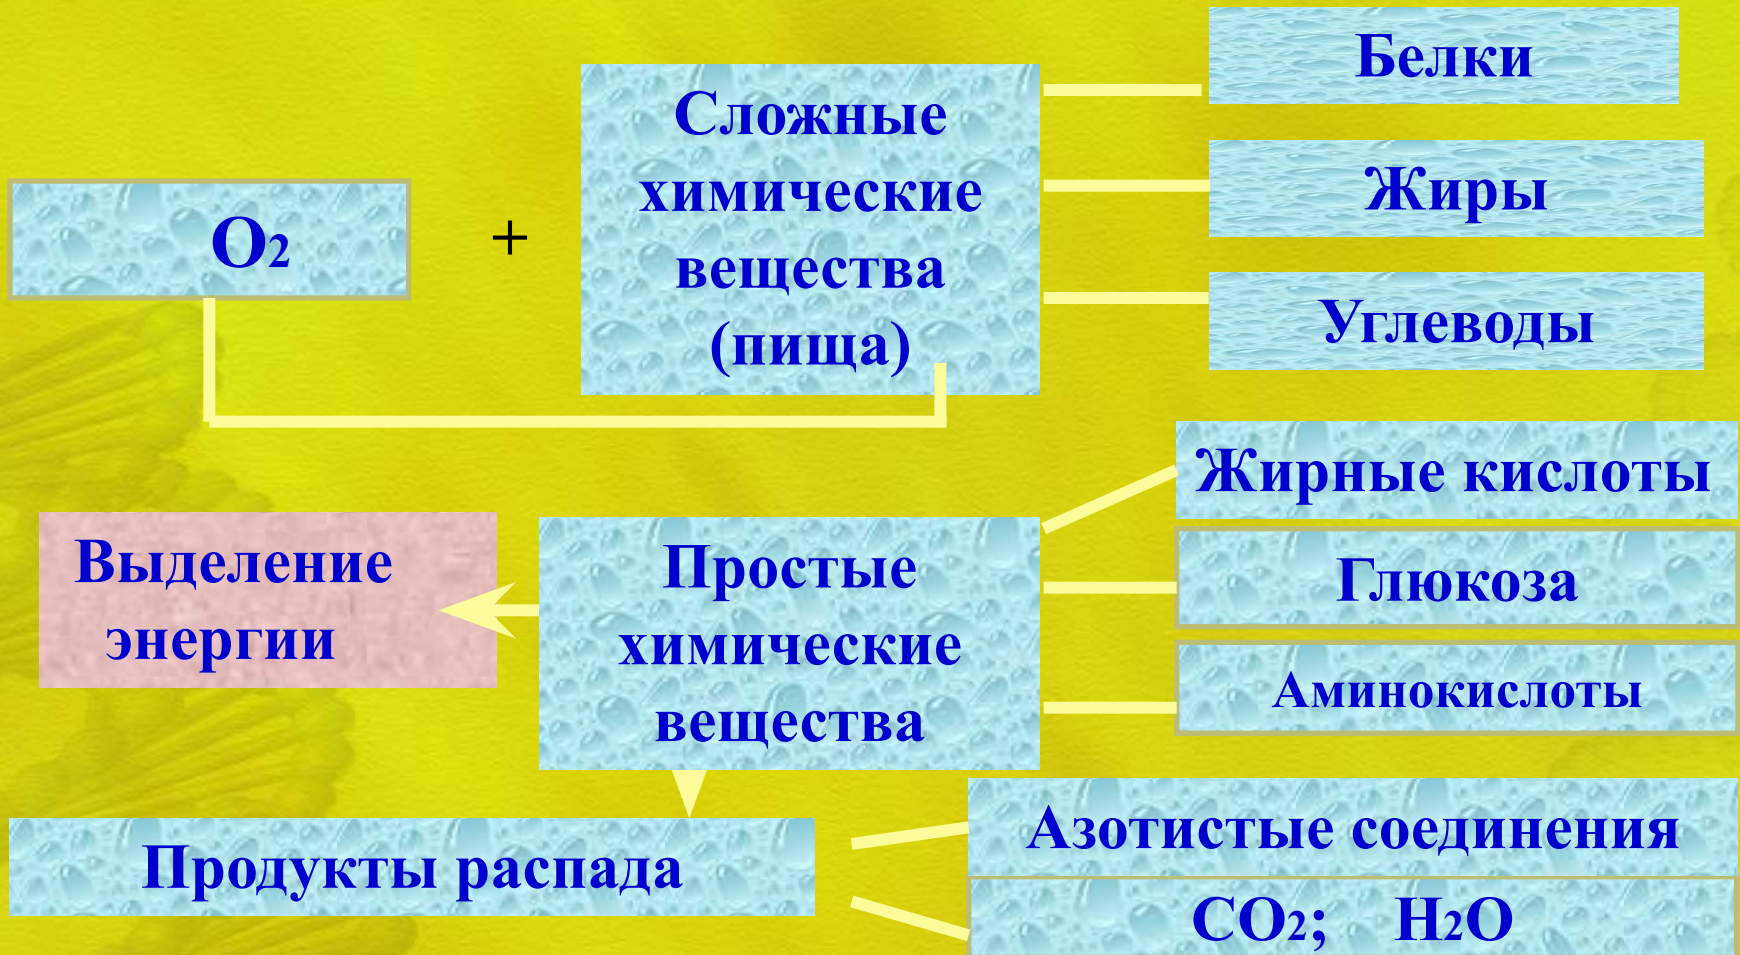 O2
+
Сложные
химические
вещества
(пища)
Белки
Жиры
Углеводы
Выделение
энергии
Простые
химические
вещества
Жирные кислоты
Глюкоза
Аминокислоты
Продукты распада
Азотистые соединения
CO2; H2O